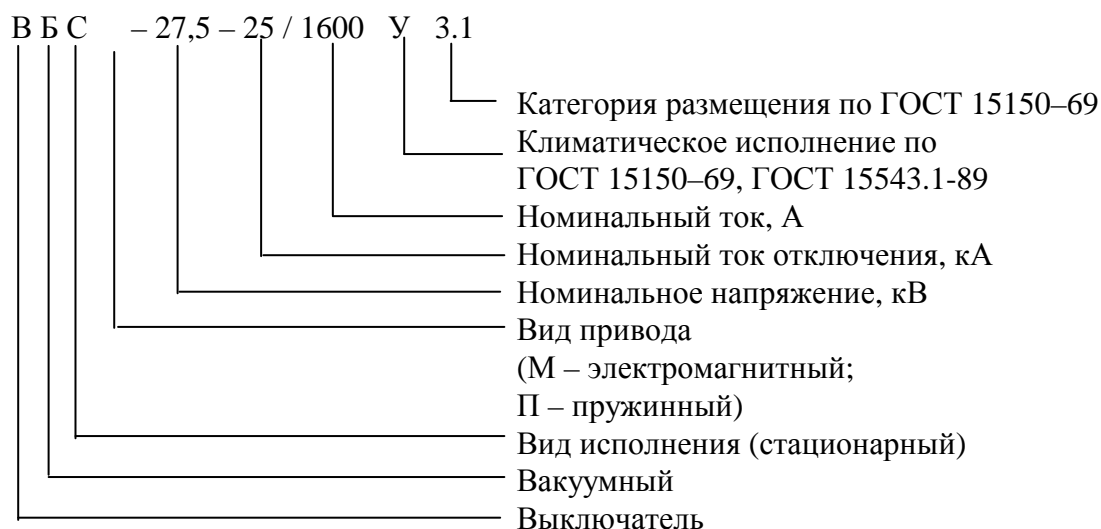 В Б С – 27,5 – 25 / 1600 У 3.1
Категория размещения по ГОСТ 15150–69
Климатическое исполнение по
ГОСТ 15150–69, ГОСТ 15543.1-89
Номинальный ток, А
Номинальный ток отключения, кА
Номинальное напряжение, кВ
Вид привода
(М – электромагнитный;
П – пружинный)
Вид исполнения (стационарный)
Вакуумный
Выключатель